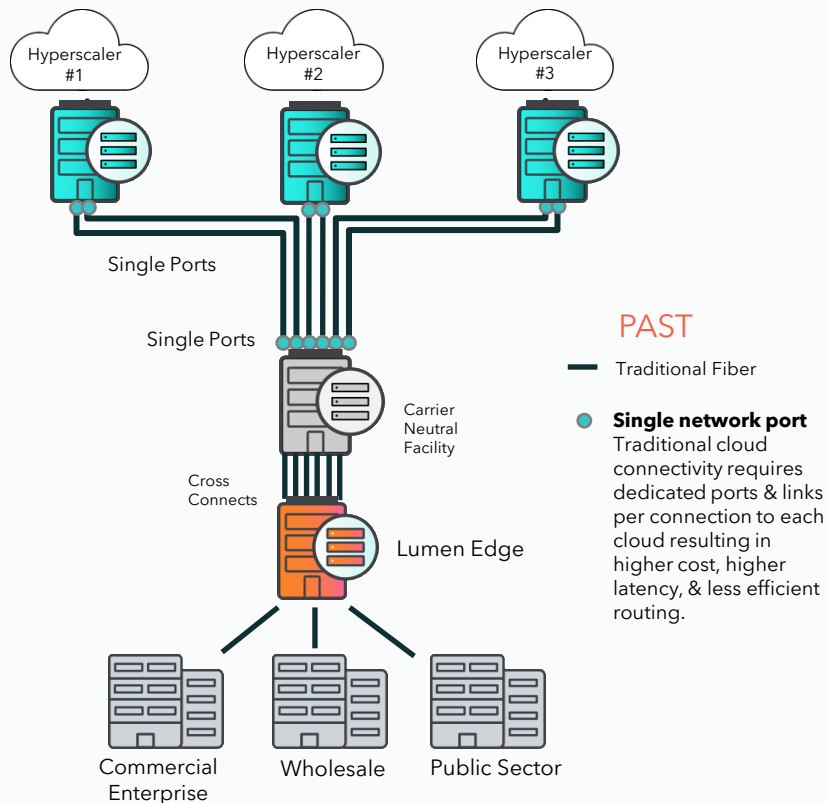 Hyperscaler
#1
Hyperscaler
#2
Hyperscaler
#3
Single Ports
Single Ports
PAST
Traditional Fiber
Carrier
Neutral
Facility
Single network port
Traditional cloud
connectivity requires
dedicated ports & links
per connection to each
cloud resulting in
higher cost, higher
latency, & less efficient
routing.
Cross
Connects
Lumen Edge
Commercial
Enterprise
Wholesale
Public Sector